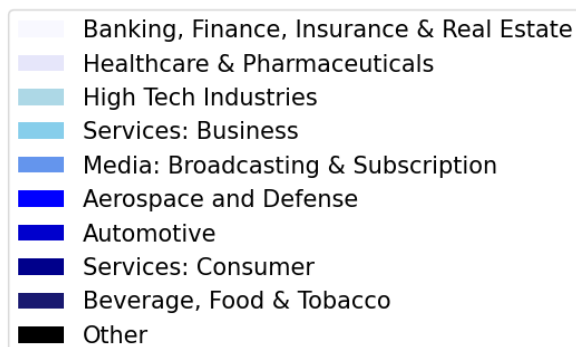 Banking, Finance, Insurance & Real Estate
Healthcare & Pharmaceuticals
High Tech Industries
Services: Business
Media: Broadcasting & Subscription
Aerospace and Defense
Automotive
Services: Consumer
Beverage, Food & Tobacco
Other